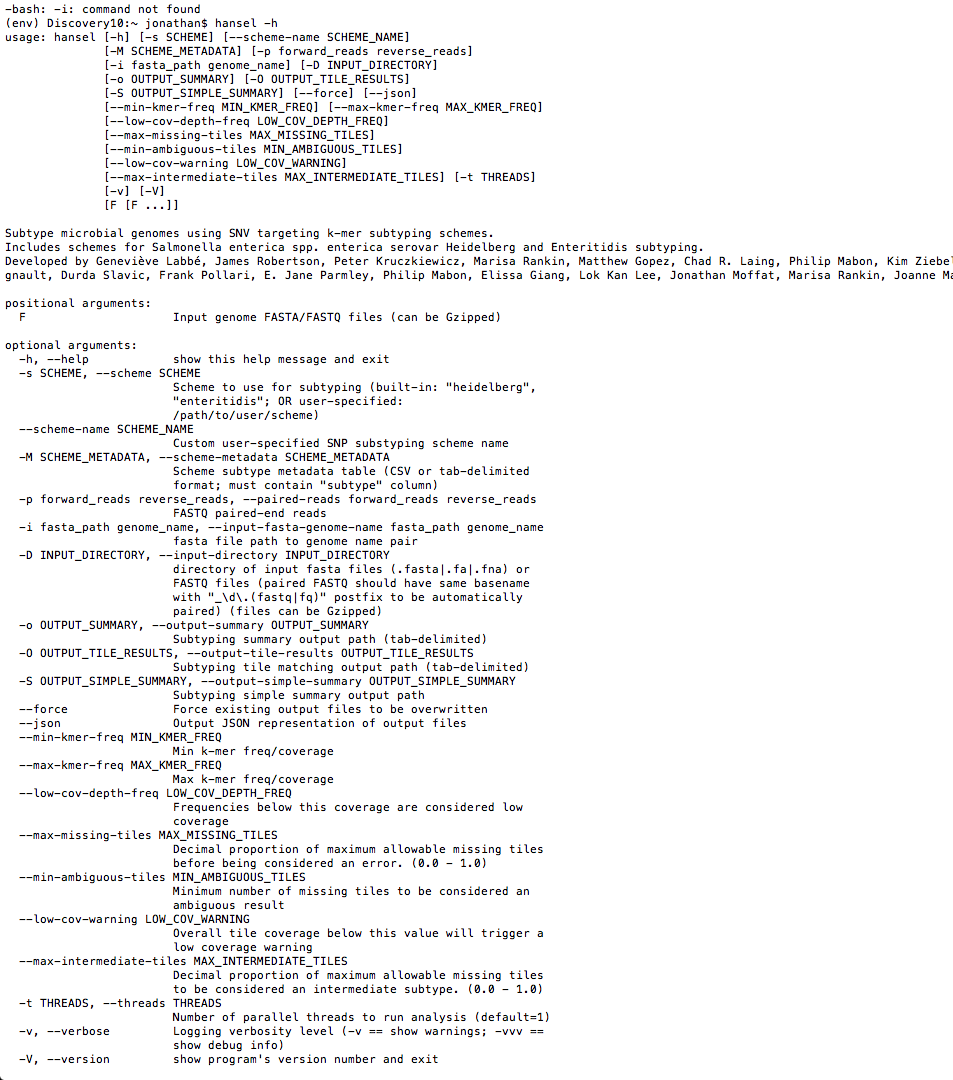 -bash: -i: command not found
(env) Discovery10:~ jonathan$ hansel -h
usage: hansel [-h] [-s SCHEME] [--scheme-name SCHEME_NAME]
              [-M SCHEME_METADATA] [-p forward_reads reverse_reads]
              [-i fasta_path genome_name] [-D INPUT_DIRECTORY]
              [-o OUTPUT_SUMMARY] [-O OUTPUT_TILE_RESULTS]
              [-S OUTPUT_SIMPLE_SUMMARY] [--force] [--json]
              [--min-kmer-freq MIN_KMER_FREQ] [--max-kmer-freq MAX_KMER_FREQ]
              [--low-cov-depth-freq LOW_COV_DEPTH_FREQ]
              [--max-missing-tiles MAX_MISSING_TILES]
              [--min-ambiguous-tiles MIN_AMBIGUOUS_TILES]
              [--low-cov-warning LOW_COV_WARNING]
              [--max-intermediate-tiles MAX_INTERMEDIATE_TILES] [-t THREADS]
              [-v] [-V]
              [F [F ...]]

Subtype microbial genomes using SNV targeting k-mer subtyping schemes.
Includes schemes for Salmonella enterica spp. enterica serovar Heidelberg and Enteritidis subtyping.
Developed by Geneviève Labbé, James Robertson, Peter Kruczkiewicz, Marisa Rankin, Matthew Gopez, Chad R. Laing, Philip Mabon, Kim Ziebel
gnault, Durda Slavic, Frank Pollari, E. Jane Parmley, Philip Mabon, Elissa Giang, Lok Kan Lee, Jonathan Moffat, Marisa Rankin, Joanne Ma

positional arguments:
  F                     Input genome FASTA/FASTQ files (can be Gzipped)

optional arguments:
  -h, --help            show this help message and exit
  -s SCHEME, --scheme SCHEME
                        Scheme to use for subtyping (built-in: "heidelberg",
                        "enteritidis"; OR user-specified:
                        /path/to/user/scheme)
  --scheme-name SCHEME_NAME
                        Custom user-specified SNP substyping scheme name
  -M SCHEME_METADATA, --scheme-metadata SCHEME_METADATA
                        Scheme subtype metadata table (CSV or tab-delimited
                        format; must contain "subtype" column)
  -p forward_reads reverse_reads, --paired-reads forward_reads reverse_reads
                        FASTQ paired-end reads
  -i fasta_path genome_name, --input-fasta-genome-name fasta_path genome_name
                        fasta file path to genome name pair
  -D INPUT_DIRECTORY, --input-directory INPUT_DIRECTORY
                        directory of input fasta files (.fasta|.fa|.fna) or
                        FASTQ files (paired FASTQ should have same basename
                        with "_\d\.(fastq|fq)" postfix to be automatically
                        paired) (files can be Gzipped)
  -o OUTPUT_SUMMARY, --output-summary OUTPUT_SUMMARY
                        Subtyping summary output path (tab-delimited)
  -O OUTPUT_TILE_RESULTS, --output-tile-results OUTPUT_TILE_RESULTS
                        Subtyping tile matching output path (tab-delimited)
  -S OUTPUT_SIMPLE_SUMMARY, --output-simple-summary OUTPUT_SIMPLE_SUMMARY
                        Subtyping simple summary output path
  --force               Force existing output files to be overwritten
  --json                Output JSON representation of output files
  --min-kmer-freq MIN_KMER_FREQ
                        Min k-mer freq/coverage
  --max-kmer-freq MAX_KMER_FREQ
                        Max k-mer freq/coverage
  --low-cov-depth-freq LOW_COV_DEPTH_FREQ
                        Frequencies below this coverage are considered low
                        coverage
  --max-missing-tiles MAX_MISSING_TILES
                        Decimal proportion of maximum allowable missing tiles
                        before being considered an error. (0.0 - 1.0)
  --min-ambiguous-tiles MIN_AMBIGUOUS_TILES
                        Minimum number of missing tiles to be considered an
                        ambiguous result
  --low-cov-warning LOW_COV_WARNING
                        Overall tile coverage below this value will trigger a
                        low coverage warning
  --max-intermediate-tiles MAX_INTERMEDIATE_TILES
                        Decimal proportion of maximum allowable missing tiles
                        to be considered an intermediate subtype. (0.0 - 1.0)
  -t THREADS, --threads THREADS
                        Number of parallel threads to run analysis (default=1)
  -v, --verbose         Logging verbosity level (-v == show warnings; -vvv ==
                        show debug info)
  -V, --version         show program's version number and exit